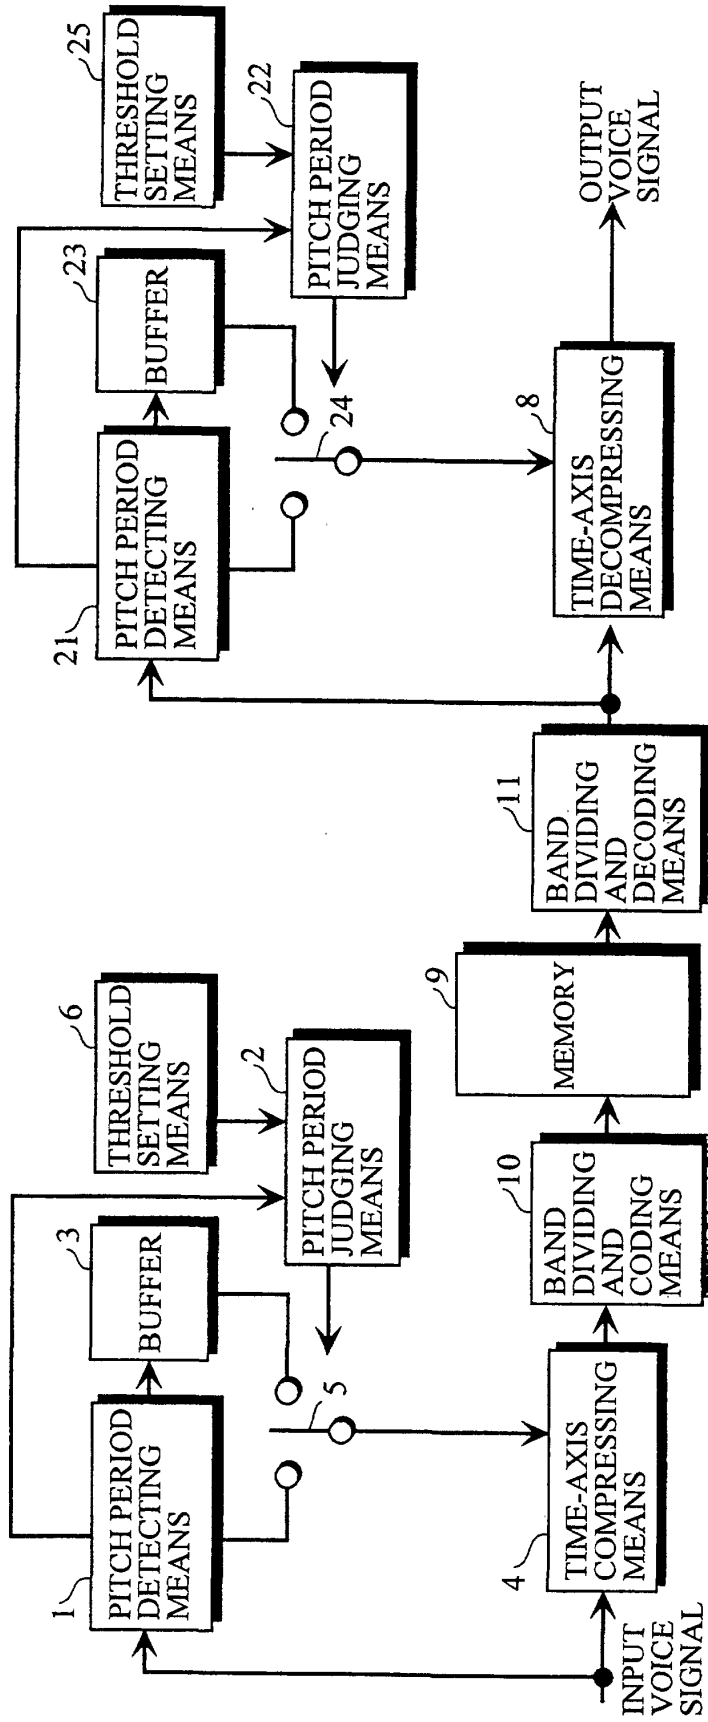 1
PITCH PERIOD
DETECTING
MEANS
3
BUFFER
6
THRESHOLD
SETTING
MEANS
2
PITCH PERIOD
JUDGING
MEANS
5
INPUT
VOICE
SIGNAL
4
TIME-AXIS
COMPRESSING
MEANS
10
BAND
DIVIDING
AND
CODING
MEANS
9
MEMORY
11
BAND
DIVIDING
AND
DECODING
MEANS
21
PITCH PERIOD
DETECTING
MEANS
23
BUFFER
25
THRESHOLD
SETTING
MEANS
22
PITCH PERIOD
JUDGING
MEANS
24
8
TIME-AXIS
DECOMPRESSING
MEANS
OUTPUT
VOICE
SIGNAL